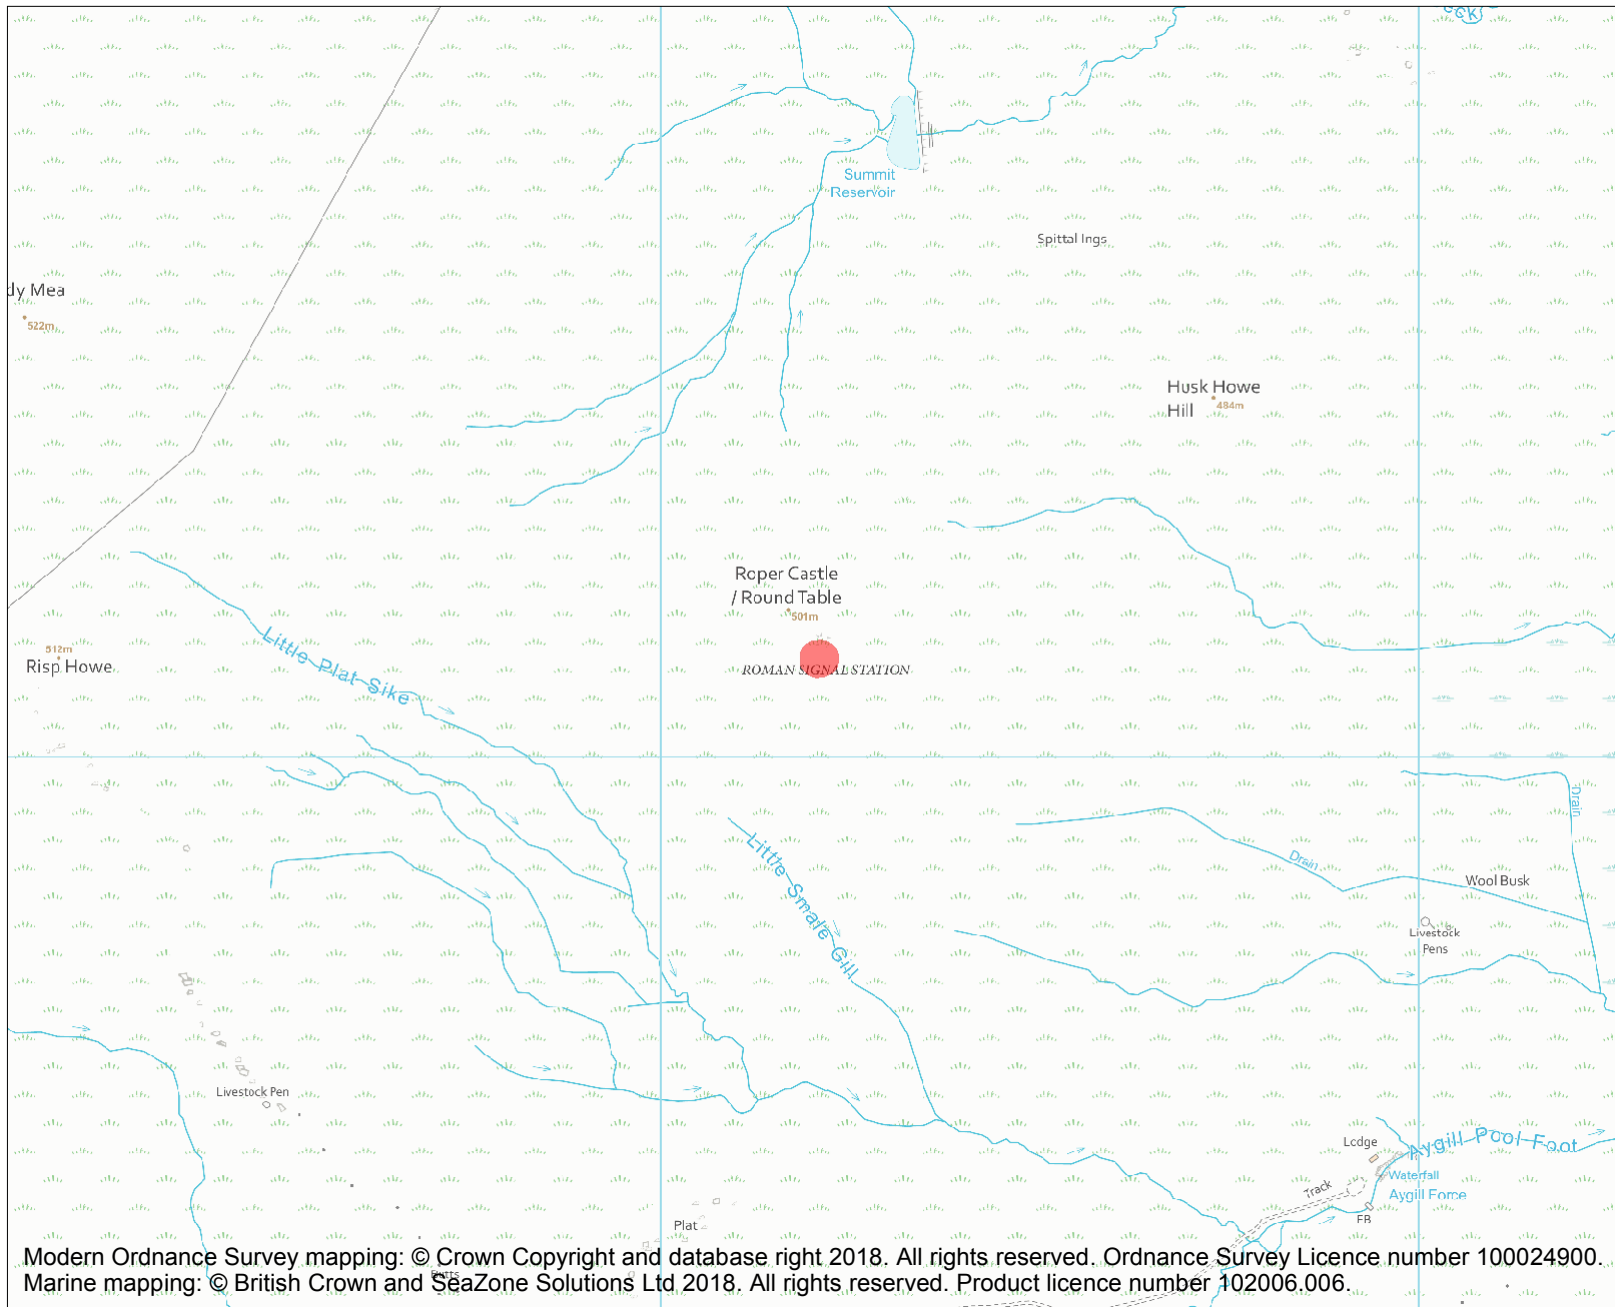 CCK
Summit
Reservoir
Spittal Ings
dy Mea
522m
Husk Howe
Hill
484m
Roper Castle
/ Round Table
501m
ROMAN SIGNAL STATION
512m
Risp Howe
Little Plat Sike
Drain
Little Smale Gill
Drain
Wool Busk
Livestock
Pens
Livestock Pen
Lodge
Aygill Pool Foot
Waterfall
Aygill Force
Track
FB
Plat
Butts
Modern Ordnance Survey mapping: © Crown Copyright and database right 2018. All rights reserved. Ordnance Survey Licence number 100024900.
Marine mapping: © British Crown and SeaZone Solutions Ltd 2018. All rights reserved. Product licence number 102006.006.